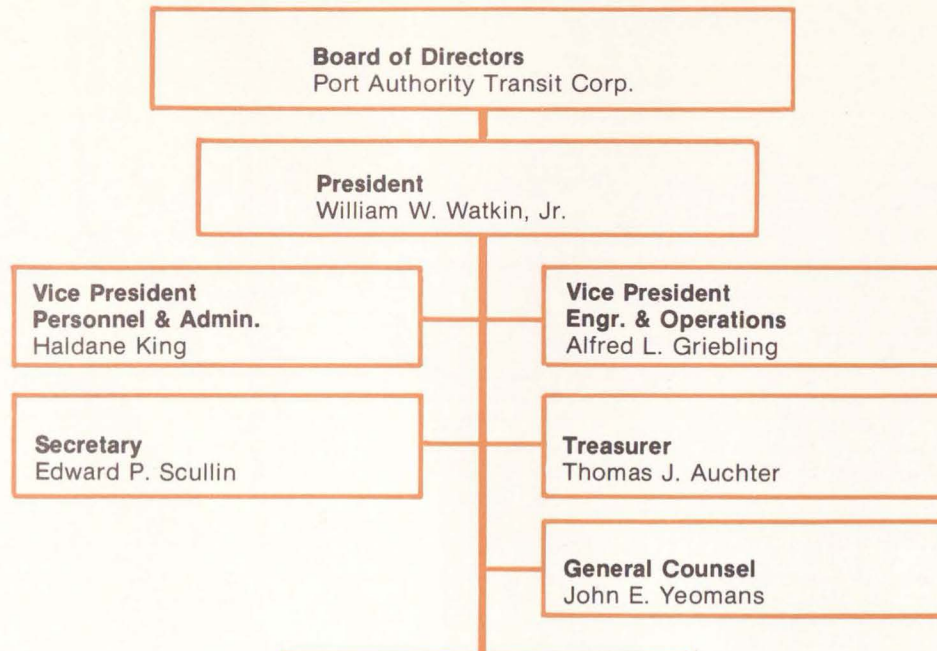 Board of Directors
Port Authority Transit Corp.
President
William W. Watkin, Jr.
Vice President
Personnel & Admin.
Haldane King
Vice President
Engr. & Operations
Alfred L. Griebling
Secretary
Edward P. Scullin
Treasurer
Thomas J. Auchter
General Counsel
John E. Yeomans